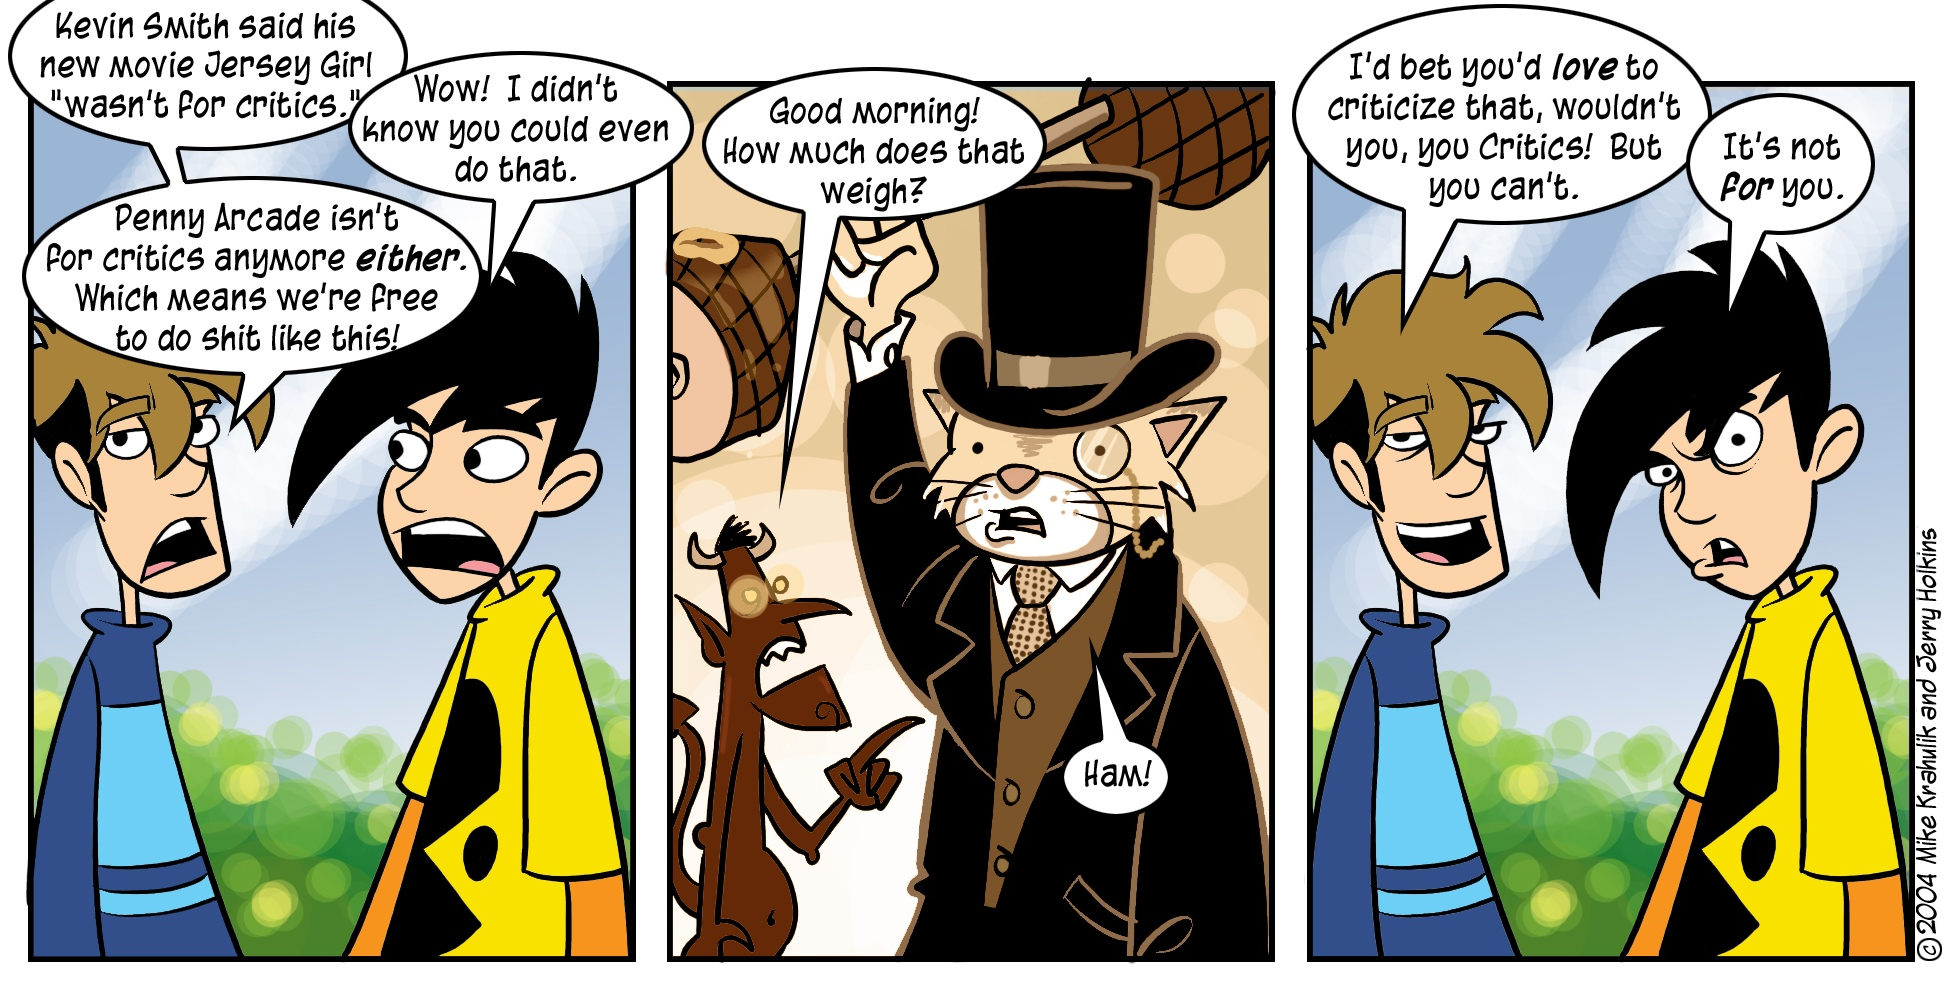 Kevin Smith said his
new movie Jersey Girl
"wasn't for critics."
Wow! I didn't
know you could even
do that.
Penny Arcade isn't
for critics anymore either.
Which means we're free
to do shit like this!
Good morning!
How much does that
weigh?
Ham!
I'd bet you'd love to
criticize that, wouldn't
you, you Critics! But
you can't.
It's not
for you.
©2004 Mike Krahulik and Jerry Holkins